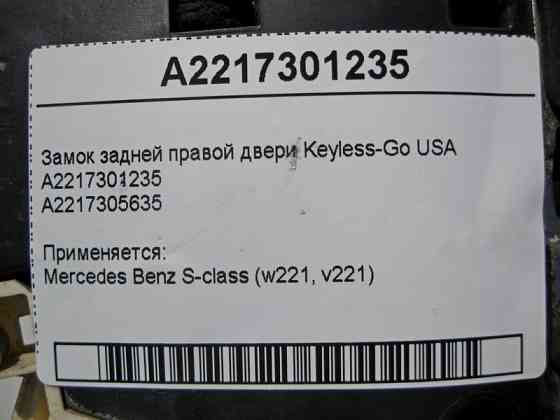 A2217301235
Замок задней правой двери Keyless-Go USA
A2217301235
A2217305635
Применяется:
Mercedes Benz S-class (w221, v221)